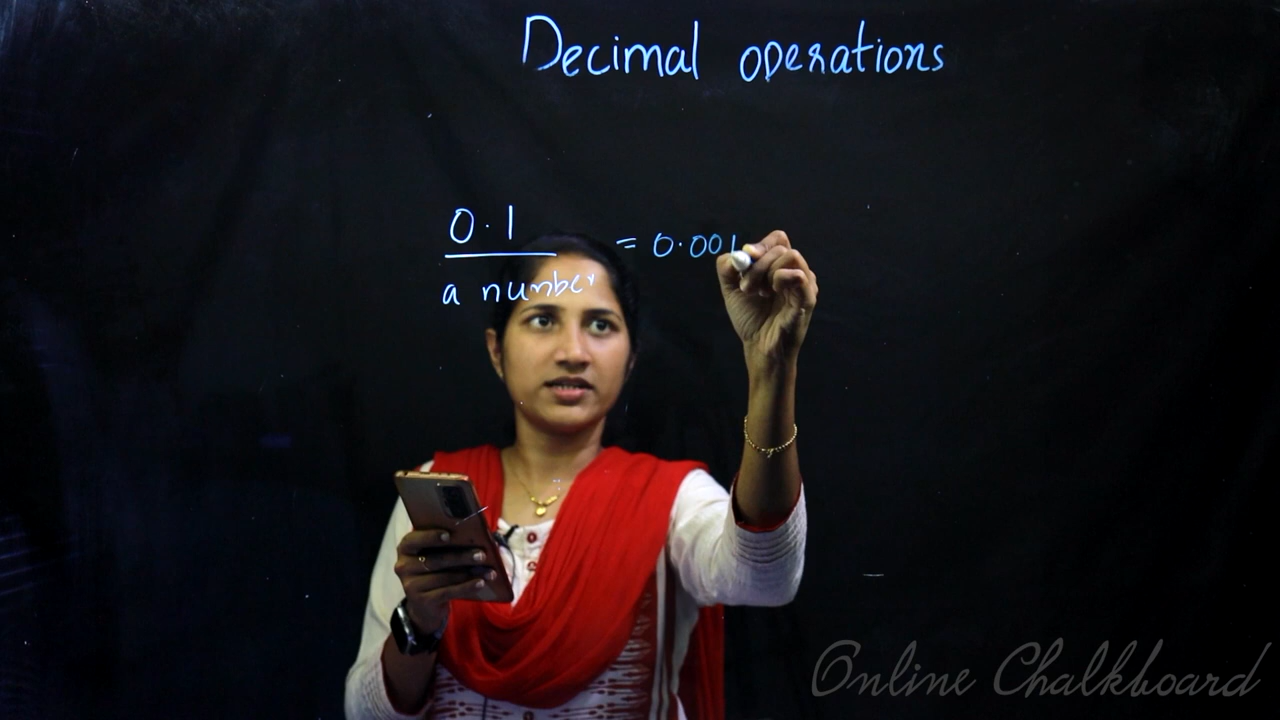 Decimal operations
0.1
a number
= 0.001
Online Chalkboard